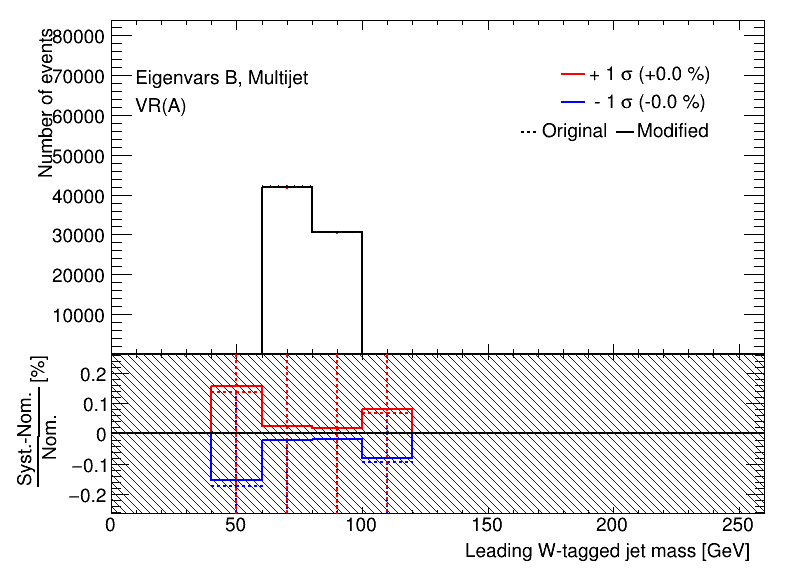 Number of events
80000
70000
60000
50000
40000
30000
20000
10000
Eigenvars B, Multijet
VR(A)
+ 1 σ (+0.0 %)
- 1 σ (-0.0 %)
Original
Modified
Syst.-Nom.
Nom.
[%]
0.2
0.1
0
−0.1
−0.2
0 50 100 150 200 250
Leading W-tagged jet mass [GeV]